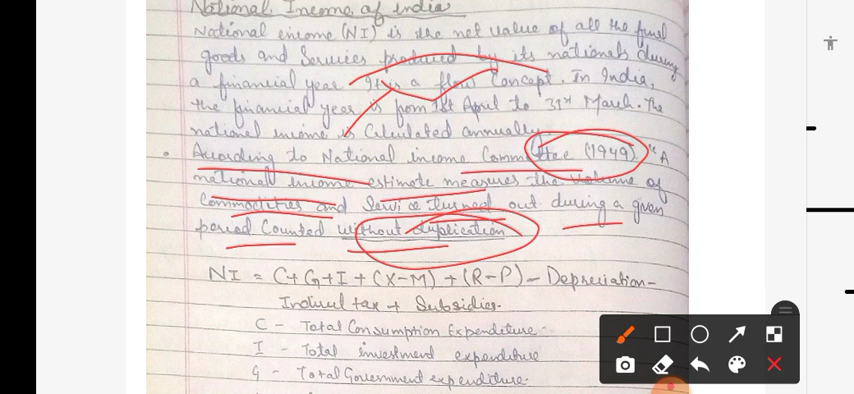 National Income of india
National income (NI) is the net value of all the final
goods and Services produced by its nationals during
a financial year. It is a flow Concept. In India,
the financial year is from 1st April to 31st March. The
national income is Calculated annually.
According to National income Committee (1949) "A
national income estimate measures the volume of
Commodities and Service turned out during a given
period Counted without duplication
NI = C+G+I+(X-M)+(R-P)-Depreciation-
Indirect tax + Subsidies.
C - Total Consumption Expenditure
I - Total investment expenditure
G - Total Government expenditure.